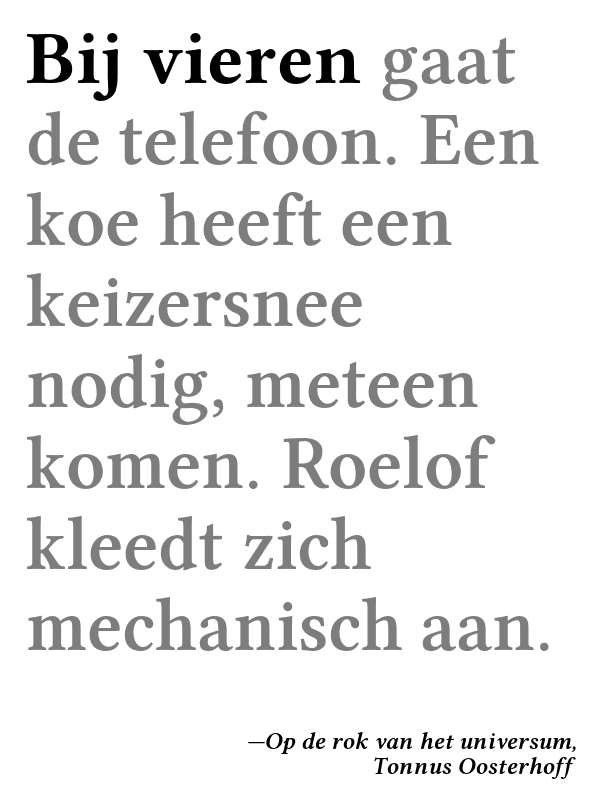 Bij vieren gaat
de telefoon. Een
koe heeft een
keizersnee
nodig, meteen
komen. Roelof
kleedt zich
mechanisch aan.
—Op de rok van het universum,
Tonnus Oosterhoff